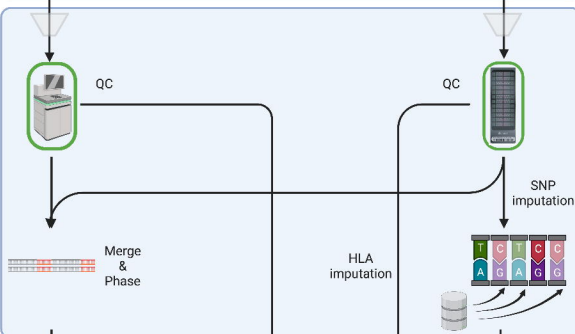 QC
QC
SNP
imputation
Merge
&
Phase
HLA
imputation
T C T C C
A G A G G